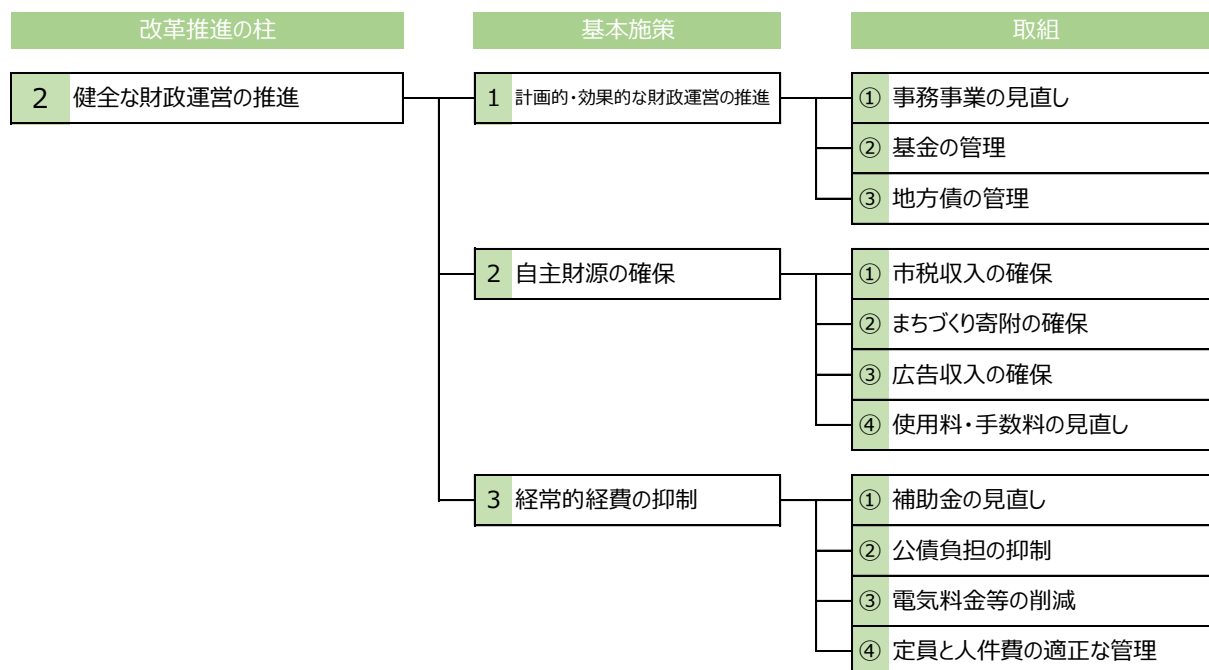 改革推進の柱 基本施策 取組
2 健全な財政運営の推進
1 計画的・効果的な財政運営の推進
① 事務事業の見直し
② 基金の管理
③ 地方債の管理
2 自主財源の確保
① 市税収入の確保
② まちづくり寄附の確保
③ 広告収入の確保
④ 使用料・手数料の見直し
3 経常的経費の抑制
① 補助金の見直し
② 公債負担の抑制
③ 電気料金等の削減
④ 定員と人件費の適正な管理